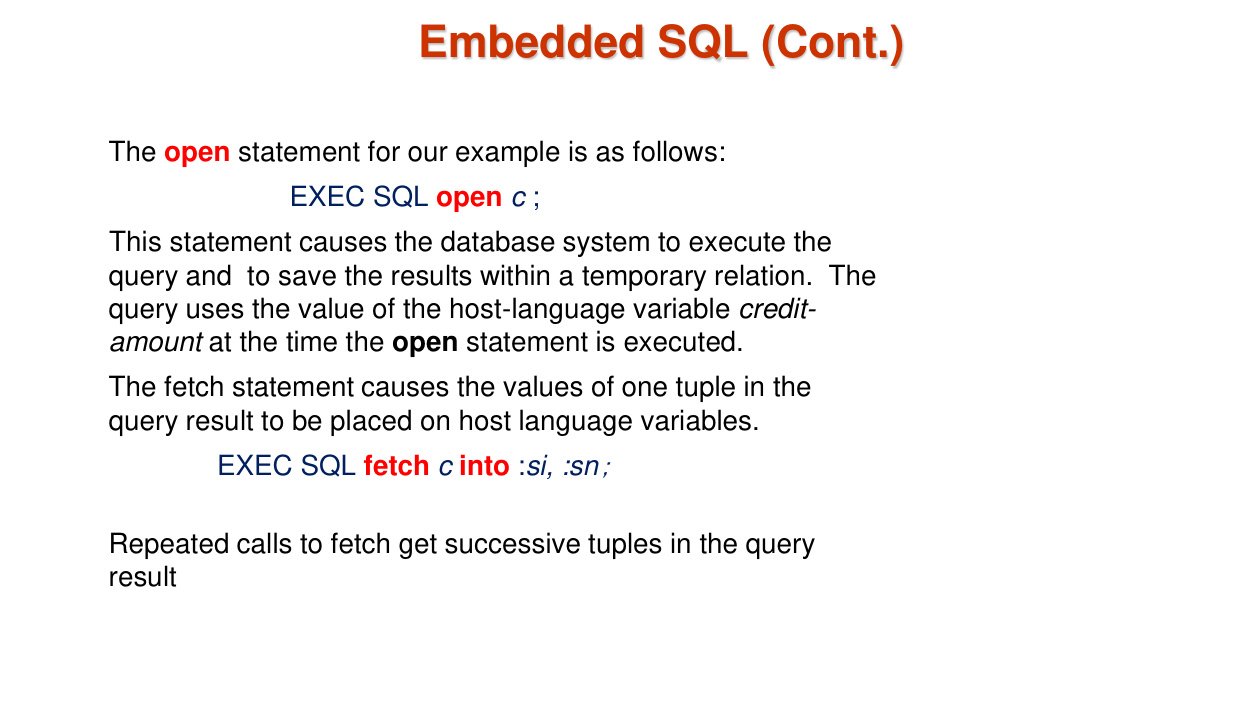 Embedded SQL (Cont.)
The open statement for our example is as follows:
EXEC SQL open c ;
This statement causes the database system to execute the
query and  to save the results within a temporary relation.  The
query uses the value of the host-language variable credit-
amount at the time the open statement is executed.
The fetch statement causes the values of one tuple in the
query result to be placed on host language variables.
EXEC SQL fetch c into :si, :sn ;
Repeated calls to fetch get successive tuples in the query
result